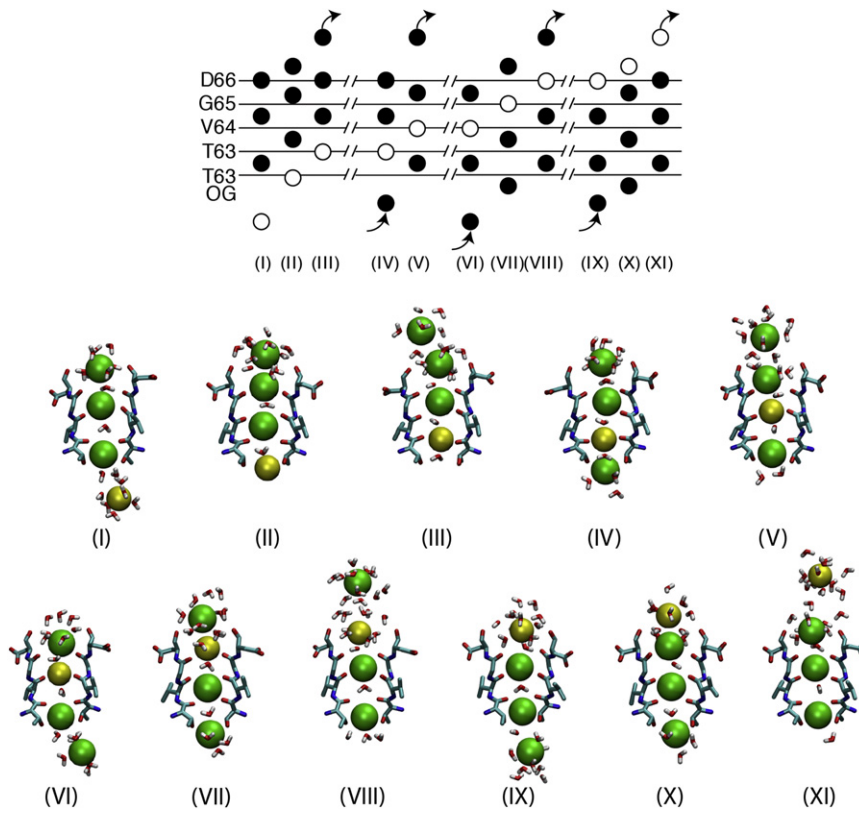 D66
G65
V64
T63
T63
OG
(I) (II) (III) (IV) (V) (VI) (VII) (VIII) (IX) (X) (XI)
(I) (II) (III) (IV) (V)
(VI) (VII) (VIII) (IX) (X) (XI)